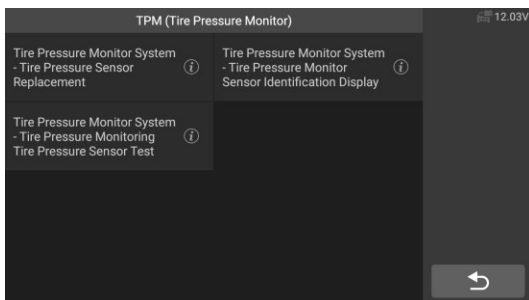 TPM (Tire Pressure Monitor)
12.03V
Tire Pressure Monitor System
- Tire Pressure Sensor
Replacement
Tire Pressure Monitor System
- Tire Pressure Monitor
Sensor Identification Display
Tire Pressure Monitor System
- Tire Pressure Monitoring
Tire Pressure Sensor Test